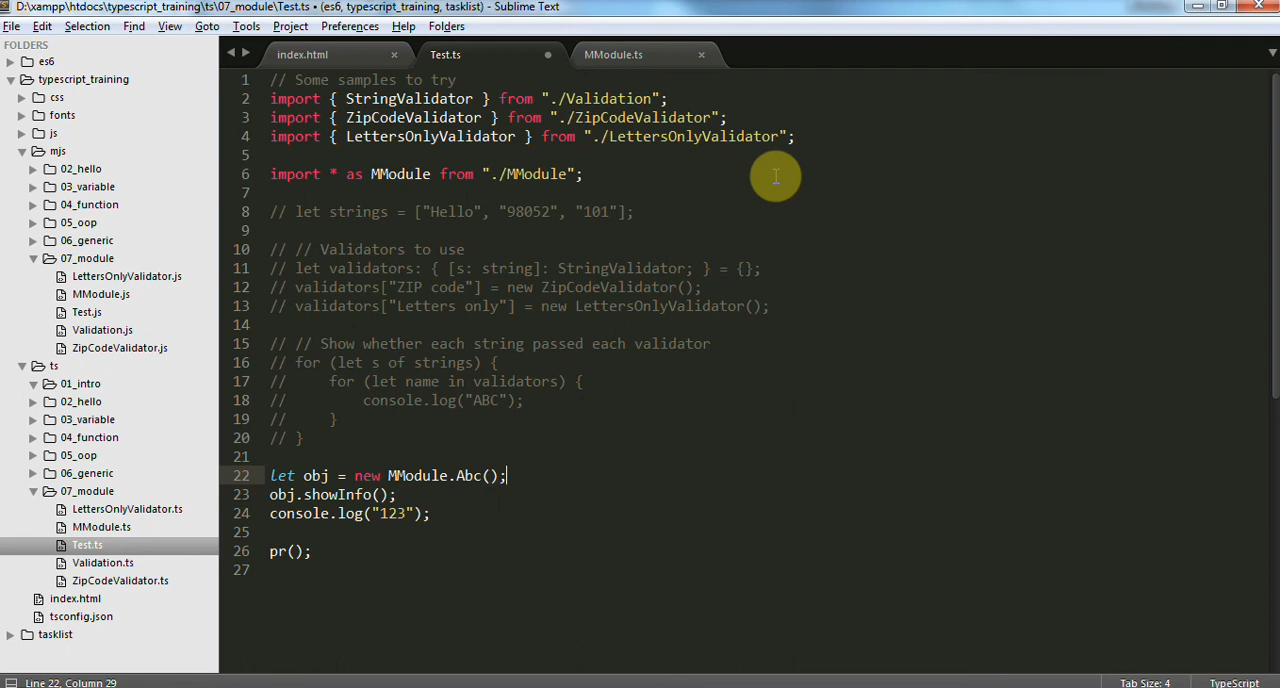 D:\xampp\htdocs\typescript_training\ts\07_module\Test.ts • (es6, typescript_training, tasklist) - Sublime Text
File Edit Selection Find View Goto Tools Project Preferences Help Folders
FOLDERS
es6
typescript_training
css
fonts
js
mjs
02_hello
03_variable
04_function
05_oop
06_generic
07_module
LettersOnlyValidator.js
MModule.js
Test.js
Validation.js
ZipCodeValidator.js
ts
01_intro
02_hello
03_variable
04_function
05_oop
06_generic
07_module
LettersOnlyValidator.ts
MModule.ts
Test.ts
Validation.ts
ZipCodeValidator.ts
index.html
tsconfig.json
tasklist
index.html Test.ts MModule.ts
1 // Some samples to try
2 import { StringValidator } from "./Validation";
3 import { ZipCodeValidator } from "./ZipCodeValidator";
4 import { LettersOnlyValidator } from "./LettersOnlyValidator";
5
6 import * as MModule from "./MModule";
7
8 // let strings = ["Hello", "98052", "101"];
9
10 // // Validators to use
11 // let validators: { [s: string]: StringValidator; } = {};
12 // validators["ZIP code"] = new ZipCodeValidator();
13 // validators["Letters only"] = new LettersOnlyValidator();
14
15 // // Show whether each string passed each validator
16 // for (let s of strings) {
17 //     for (let name in validators) {
18 //         console.log("ABC");
19 //     }
20 // }
21
22 let obj = new MModule.Abc();
23 obj.showInfo();
24 console.log("123");
25
26 pr();
27
Line 22, Column 29 Tab Size: 4 TypeScript